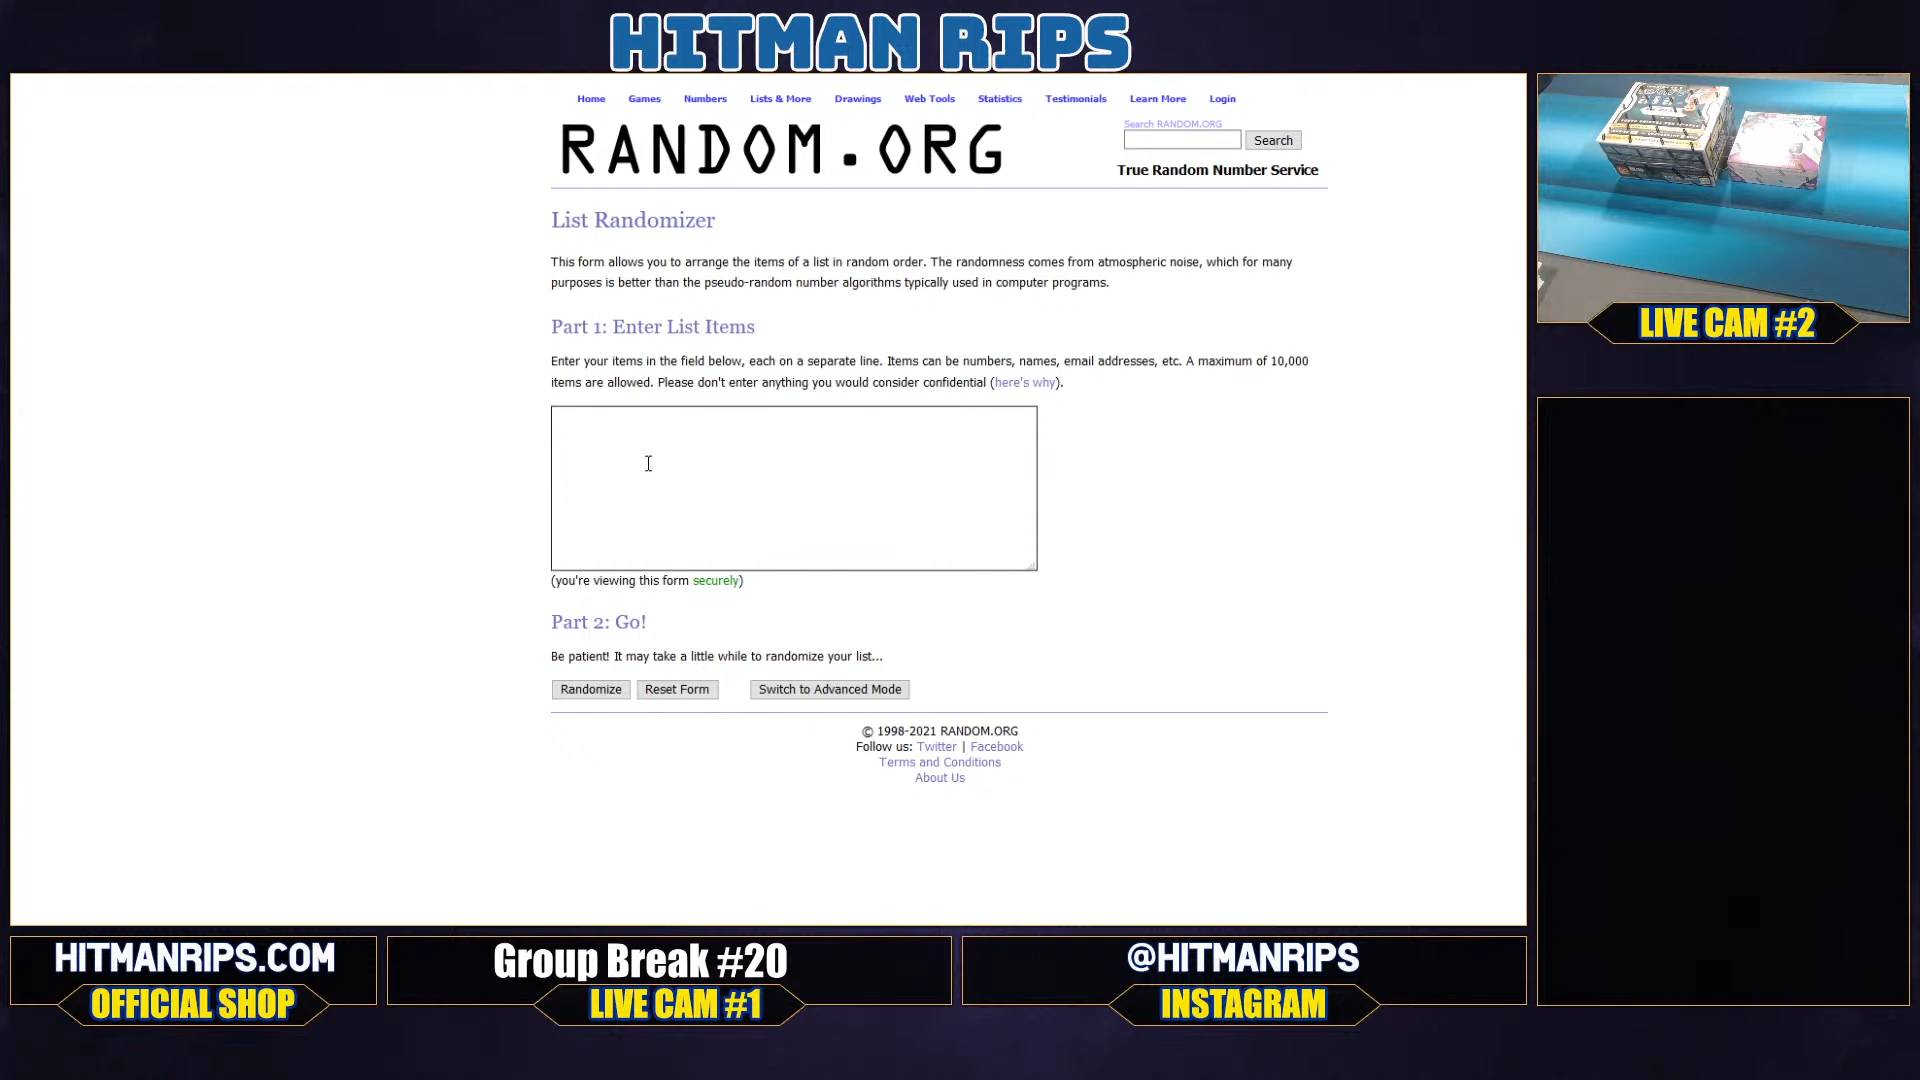 HITMAN RIPS
Home Games Numbers Lists & More Drawings Web Tools Statistics Testimonials Learn More Login
RANDOM.ORG
Search RANDOM.ORG
Search
True Random Number Service
List Randomizer
This form allows you to arrange the items of a list in random order. The randomness comes from atmospheric noise, which for many
purposes is better than the pseudo-random number algorithms typically used in computer programs.
Part 1: Enter List Items
Enter your items in the field below, each on a separate line. Items can be numbers, names, email addresses, etc. A maximum of 10,000
items are allowed. Please don't enter anything you would consider confidential (here's why).
(you're viewing this form securely)
Part 2: Go!
Be patient! It may take a little while to randomize your list...
Randomize Reset Form Switch to Advanced Mode
© 1998-2021 RANDOM.ORG
Follow us: Twitter | Facebook
Terms and Conditions
About Us
LIVE CAM #2
HITMANRIPS.COM
OFFICIAL SHOP
Group Break #20
LIVE CAM #1
@HITMANRIPS
INSTAGRAM